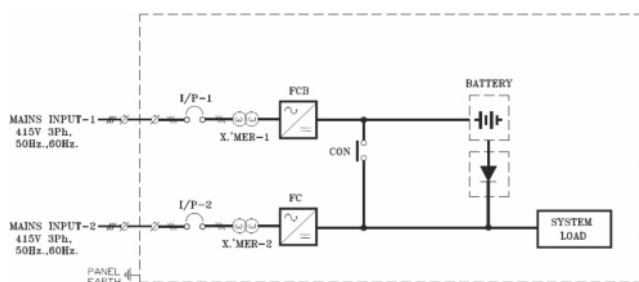 FCB
BATTERY
I/P-1
MAINS INPUT-1
415V 3Ph,
50Hz.,60Hz.
X.'MER-1
CON
I/P-2
FC
MAINS INPUT-2
415V 3Ph,
50Hz.,60Hz.
X.'MER-2
SYSTEM
LOAD
PANEL
EARTH